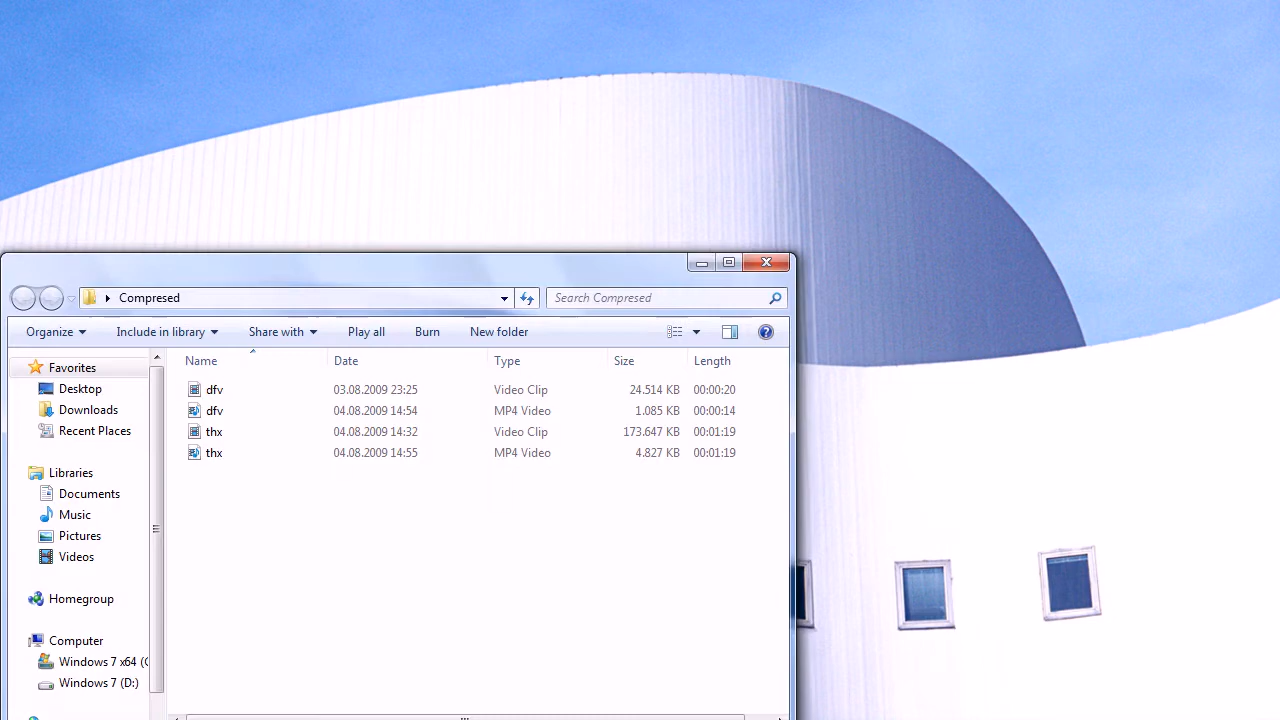 Compresed
Search Compresed
Organize Include in library Share with Play all Burn New folder
Name Date Type Size Length
dfv 03.08.2009 23:25 Video Clip 24.514 KB 00:00:20
dfv 04.08.2009 14:54 MP4 Video 1.085 KB 00:00:14
thx 04.08.2009 14:32 Video Clip 173.647 KB 00:01:19
thx 04.08.2009 14:55 MP4 Video 4.827 KB 00:01:19
Favorites
Desktop
Downloads
Recent Places
Libraries
Documents
Music
Pictures
Videos
Homegroup
Computer
Windows 7 x64 (C
Windows 7 (D:)